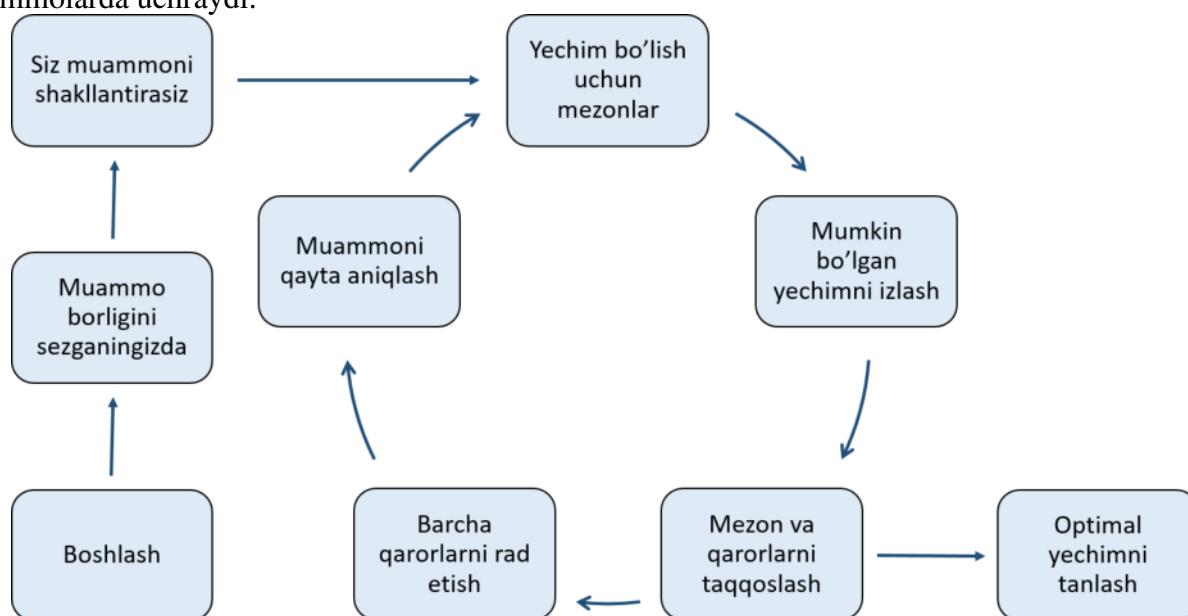 uchraydi.
Siz muammoni
shakllantirasiz
Yechim bo’lish
uchun
mezonlar
Muammoni
qayta aniqlash
Mumkin
bo’lgan
yechimni izlash
Muammo
borligini
sezganingizda
Boshlash
Barcha
qarorlarni rad
etish
Mezon va
qarorlarni
taqqoslash
Optimal
yechimni
tanlash